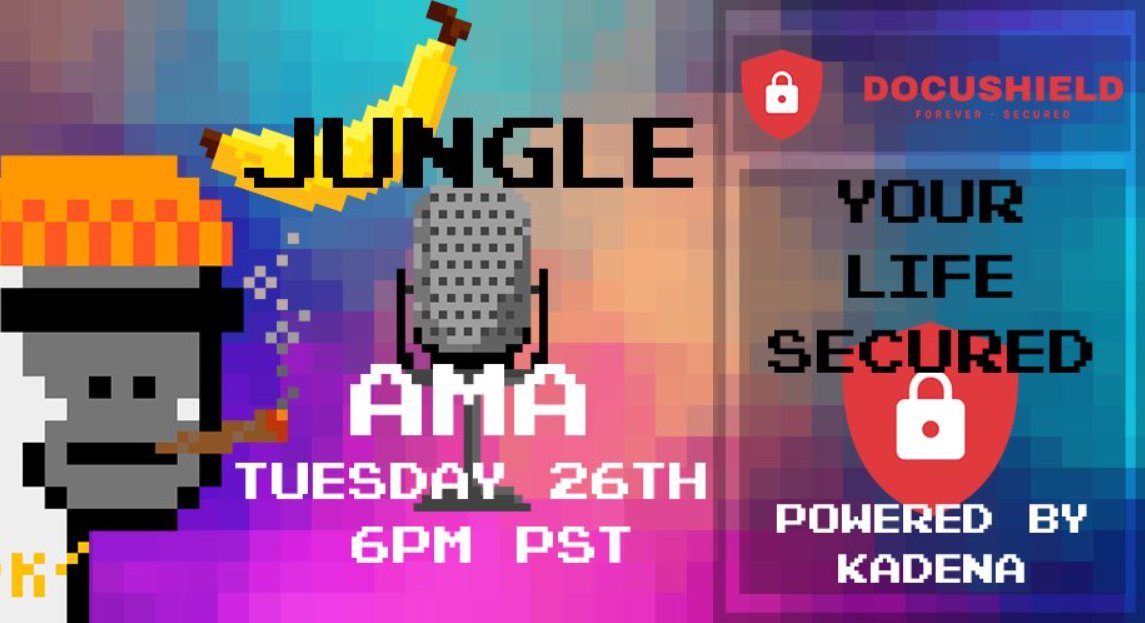 JUNGLE
AMA
TUESDAY 26TH
6PM PST
K
DOCUSHIELD
FOREVER - SECURED
YOUR
LIFE
SECURED
POWERED BY
KADENA